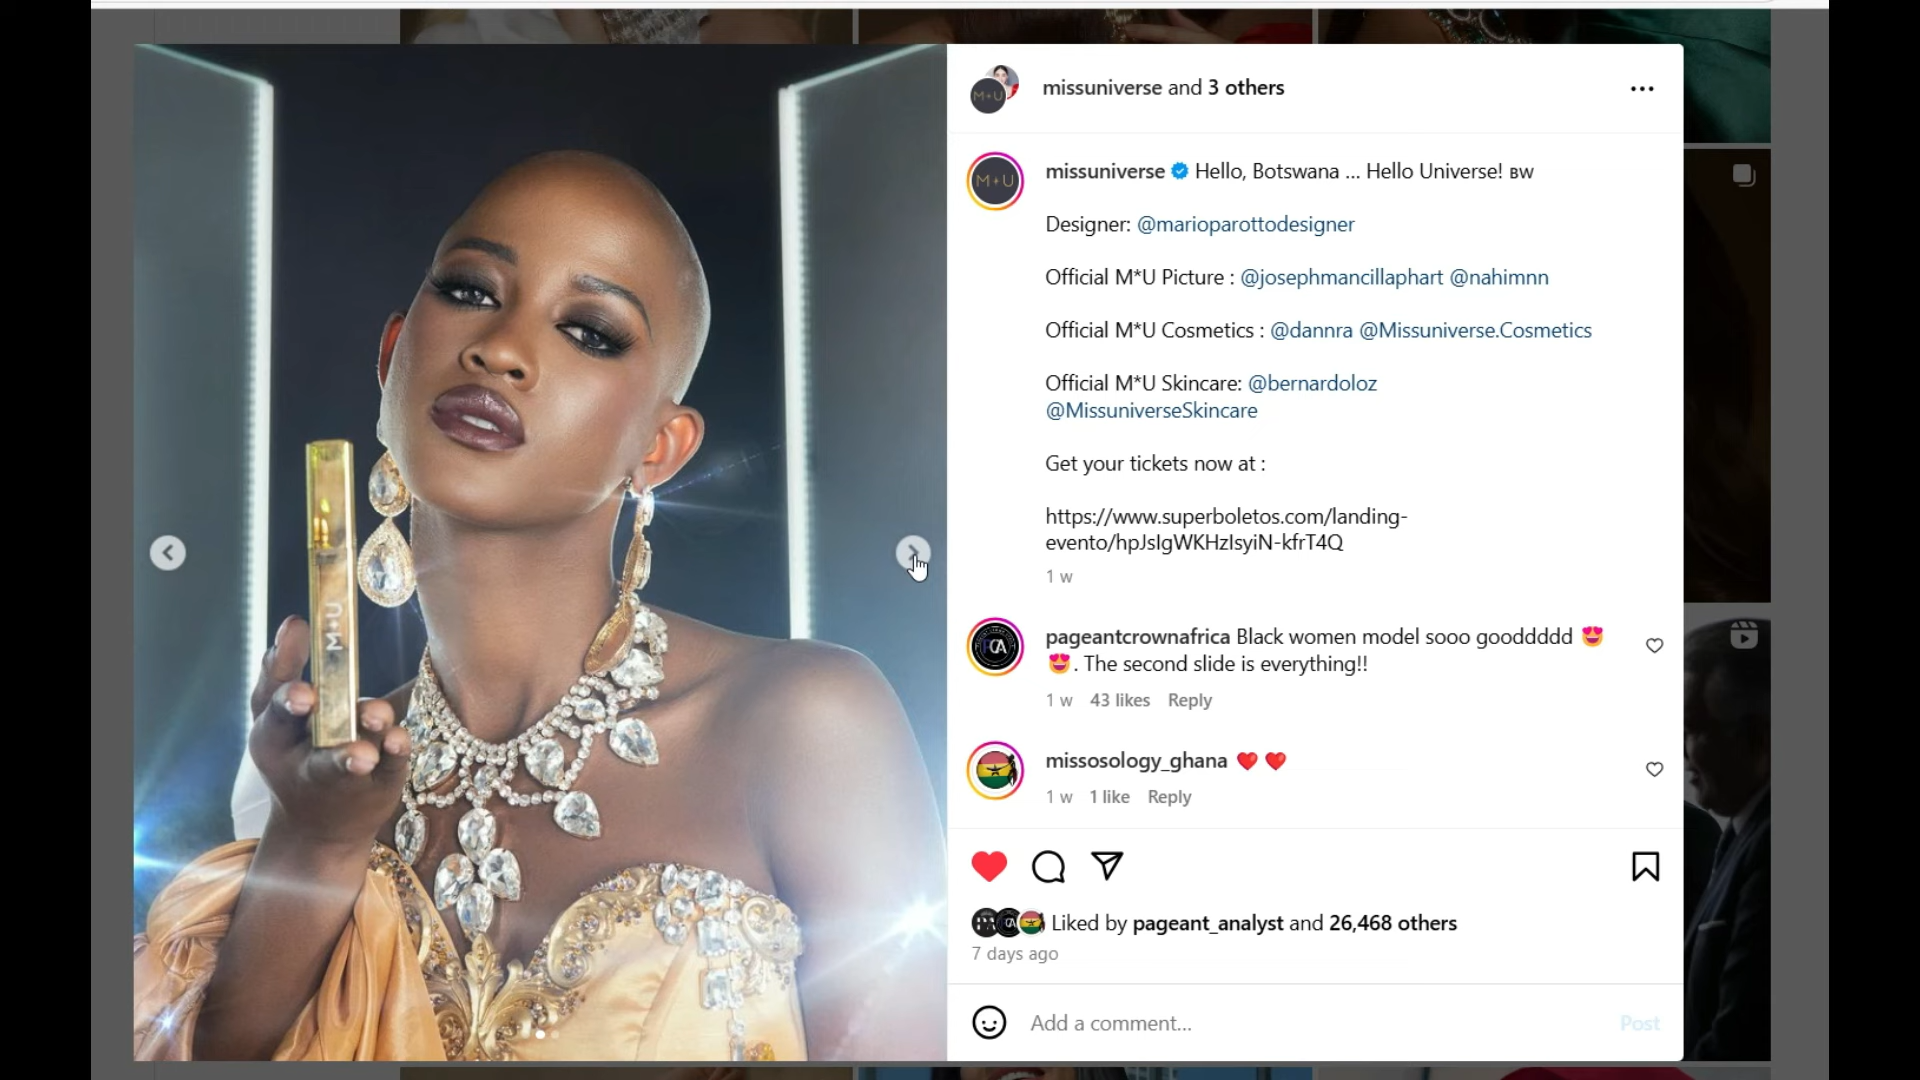 missuniverse and 3 others
M+U
missuniverse Hello, Botswana ... Hello Universe! BW
M+U
Designer: @marioparottodesigner
Official M*U Picture : @josephmancillaphart @nahimnn
Official M*U Cosmetics : @dannra @Missuniverse.Cosmetics
Official M*U Skincare: @bernardoloz
@MissuniverseSkincare
Get your tickets now at :
https://www.superboletos.com/landing-
evento/hpJsIgWKHzIsyiN-kfrT4Q
1 w
pageantcrownafrica Black women model sooo gooddddd 😍
😍. The second slide is everything!!
1 w 43 likes Reply
missosology_ghana ❤️ ❤️
1 w 1 like Reply
Liked by pageant_analyst and 26,468 others
7 days ago
Add a comment...
Post
M+U